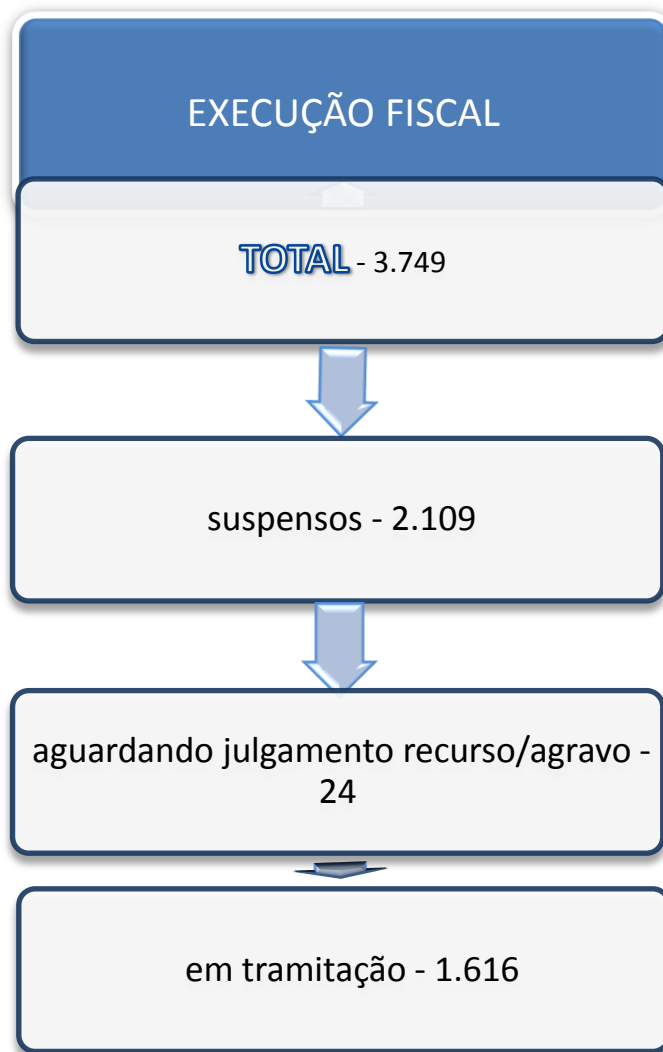 EXECUÇÃO FISCAL
TOTAL - 3.749
suspensos - 2.109
aguardando julgamento recurso/agravo -
24
em tramitação - 1.616